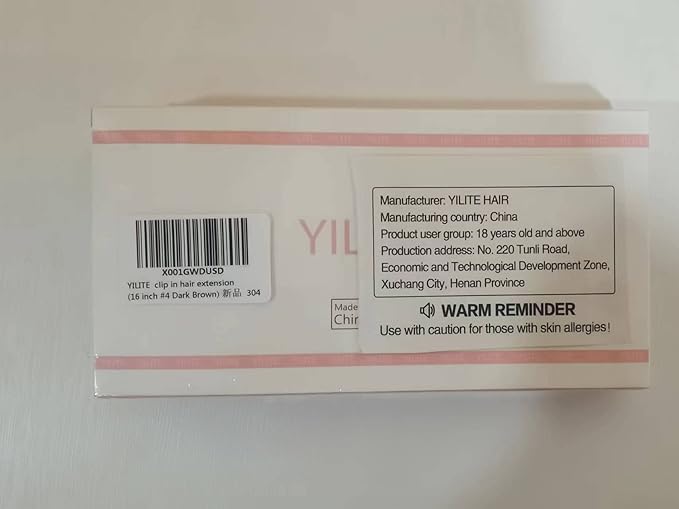 X001GWDUSD
YILITE clip in hair extension
(16 inch #4 Dark Brown) 新品 304
YIL
Made
Chin
Manufacturer: YILITE HAIR
Manufacturing country: China
Product user group: 18 years old and above
Production address: No. 220 Tunli Road,
Economic and Technological Development Zone,
Xuchang City, Henan Province
WARM REMINDER
Use with caution for those with skin allergies!